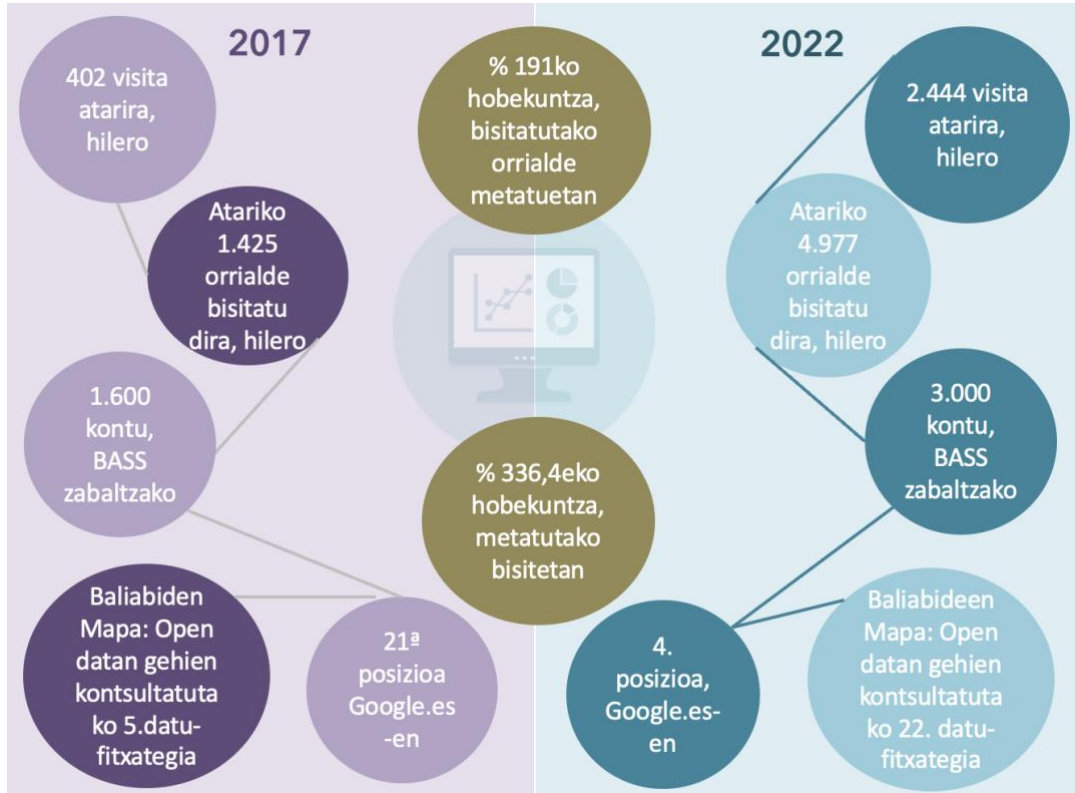 2017
402 visita
atarira,
hilero
Atariko
1.425
orrialde
bisitatu
dira, hilero
1.600
kontu,
BASS
zabaltzako
Baliabiden
Mapa: Open
datan gehien
kontsultatuta
ko 5.datu-
fitxategia
21ª
posizioa
Google.es
-en
% 191ko
hobekuntza,
bisitatutako
orrialde
metatuetan
% 336,4eko
hobekuntza,
metatutako
bisitetan
2022
2.444 visita
atarira,
hilero
Atariko
4.977
orrialde
bisitatu
dira, hilero
3.000
kontu,
BASS
zabaltzako
4.
posizioa,
Google.es-
en
Baliabideen
Mapa: Open
datan gehien
kontsultatuta
ko 22. datu-
fitxategia